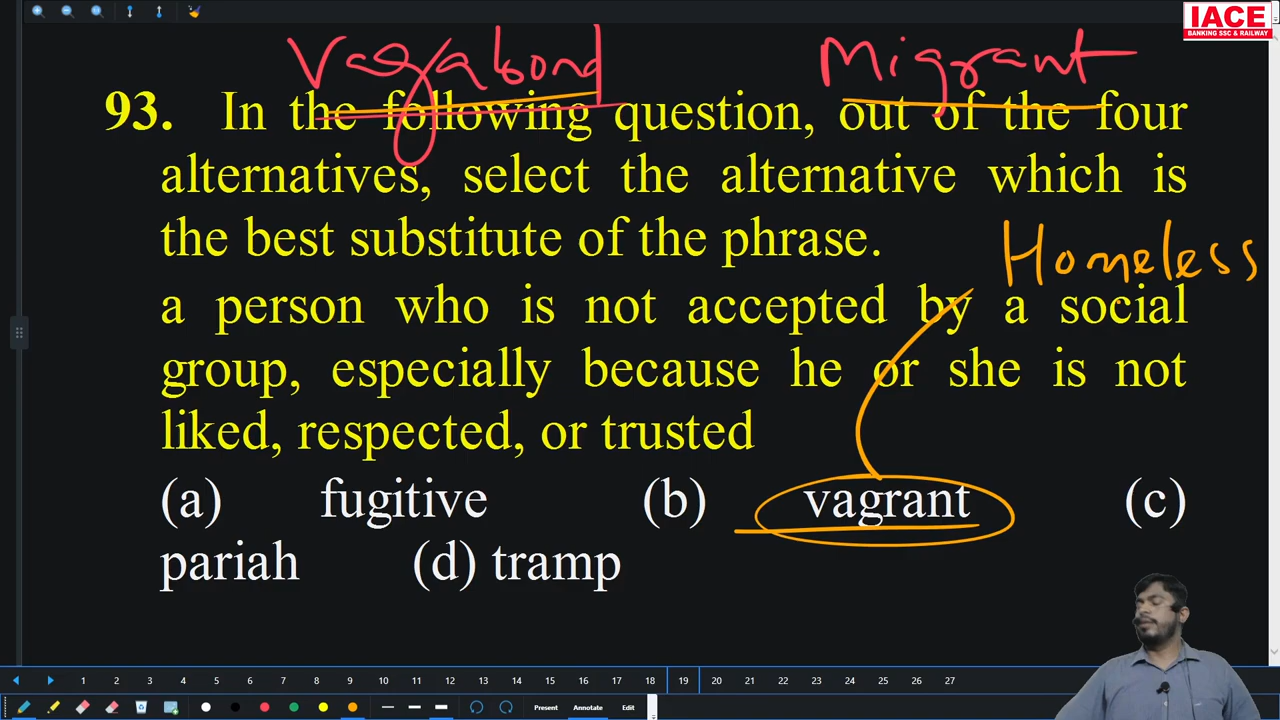 IACE
BANKING SSC & RAILWAY
Vagabond Migrant
93. In the following question, out of the four
alternatives, select the alternative which is
the best substitute of the phrase.
Homeless
a person who is not accepted by a social
group, especially because he or she is not
liked, respected, or trusted
(a) fugitive (b) vagrant (c)
pariah (d) tramp
1 2 3 4 5 6 7 8 9 10 11 12 13 14 15 16 17 18 19 20 21 22 23 24 25 26 27
Present Annotate Edit